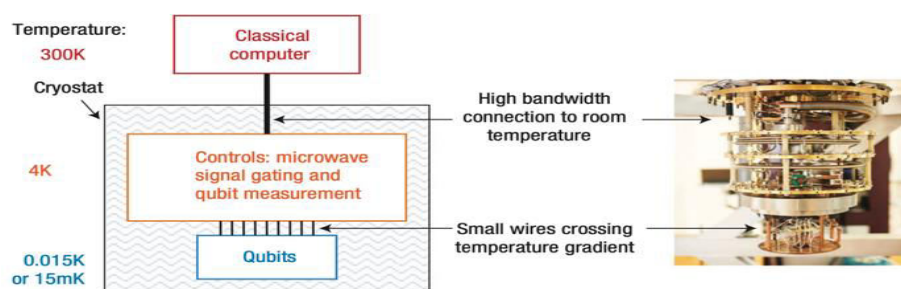 Temperature:
300K
Classical
computer
Cryostat
High bandwidth
connection to room
temperature
4K
Controls: microwave
signal gating and
qubit measurement
Small wires crossing
temperature gradient
0.015K
or 15mK
Qubits